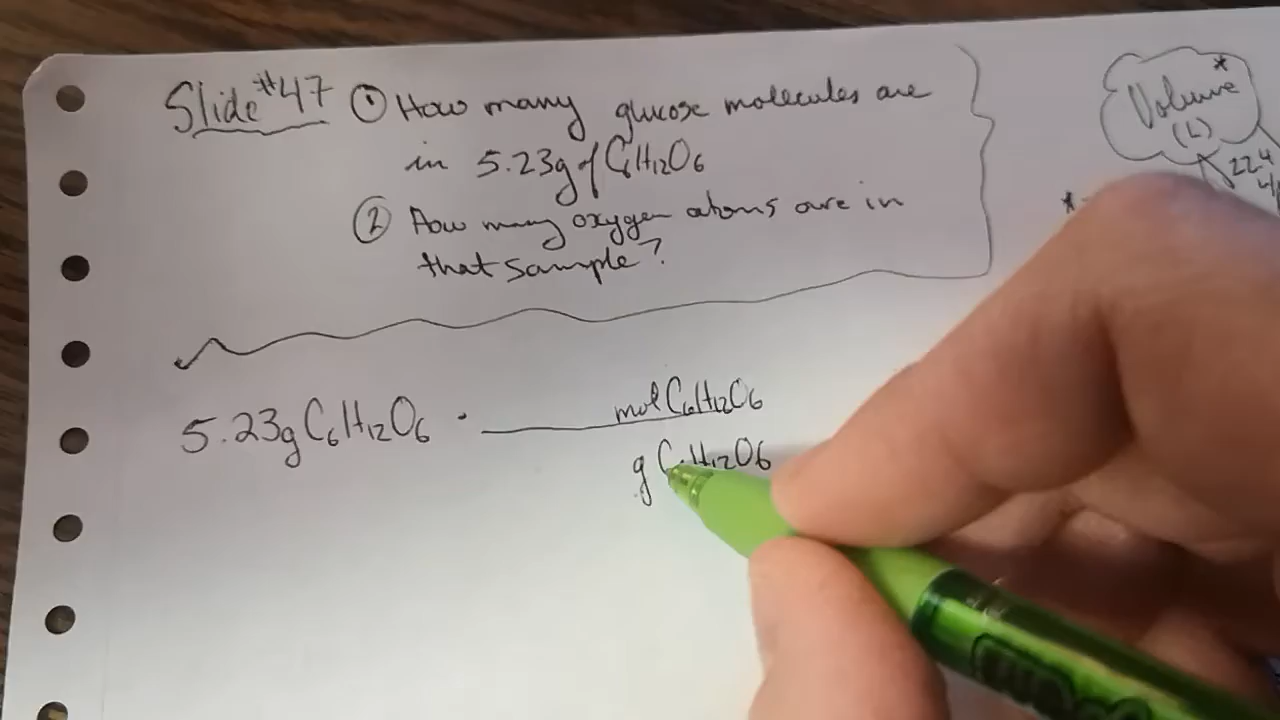 Slide #47 ① How many glucose molecules are
in 5.23g of C6H12O6
② How many oxygen atoms are in
that sample?
Volume *
(L)
22.4
*
5.23g C6H12O6 · mol C6H12O6
g C6H12O6